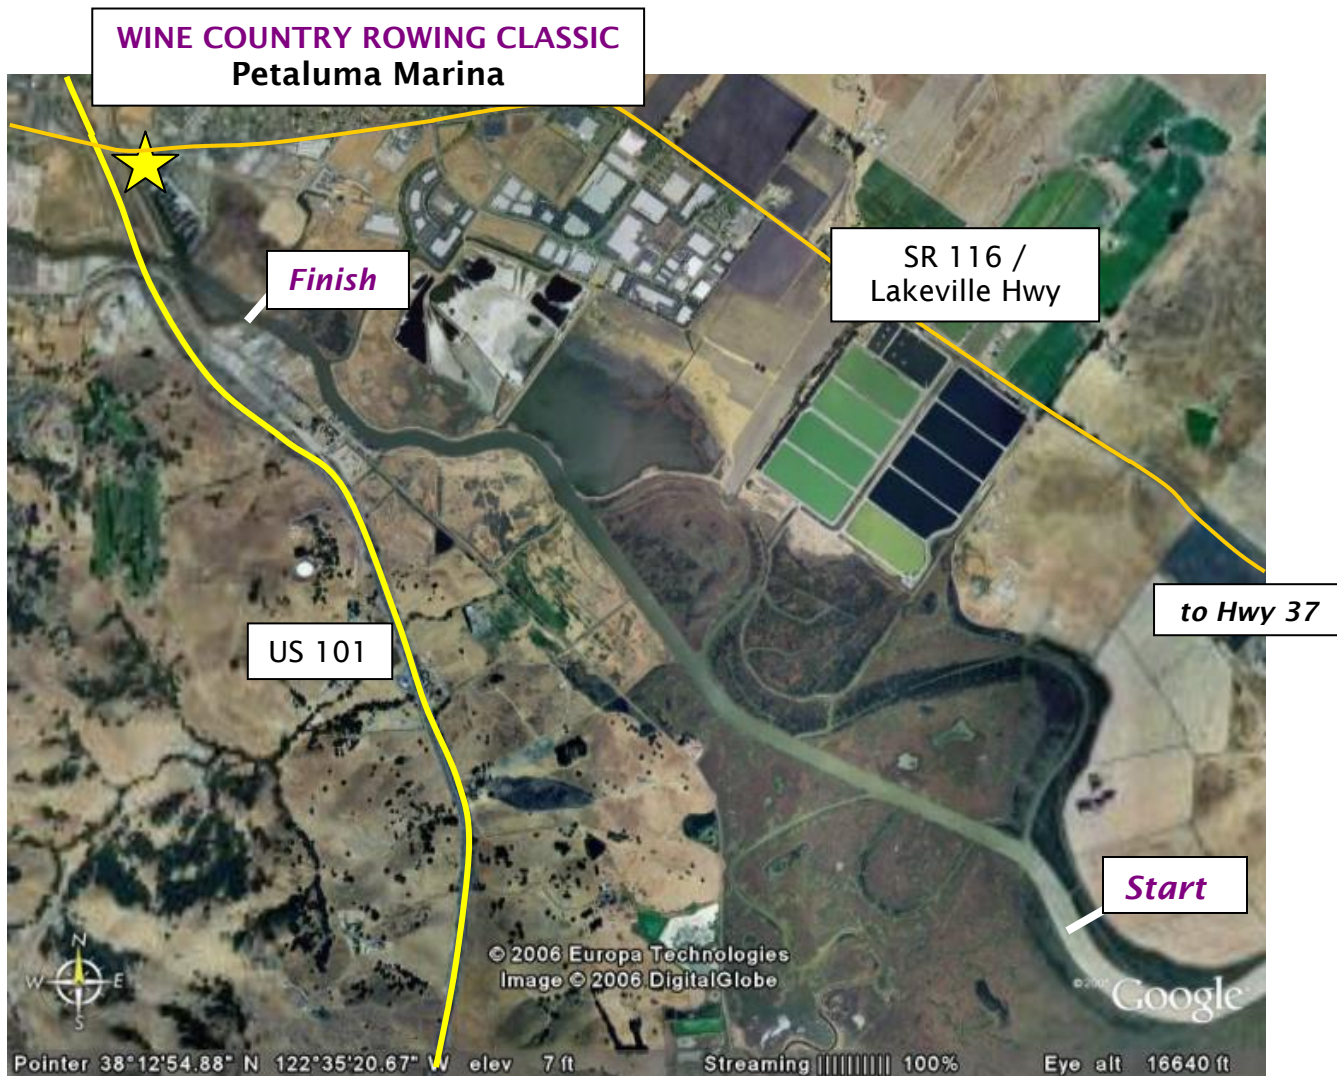 WINE COUNTRY ROWING CLASSIC
Petaluma Marina
Finish
SR 116 /
Lakeville Hwy
to Hwy 37
US 101
Start
N
W E
S
© 2006 Europa Technologies
Image © 2006 DigitalGlobe
Google
Pointer 38°12'54.88" N 122°35'20.67" W elev 7 ft Streaming |||||||||| 100% Eye alt 16640 ft